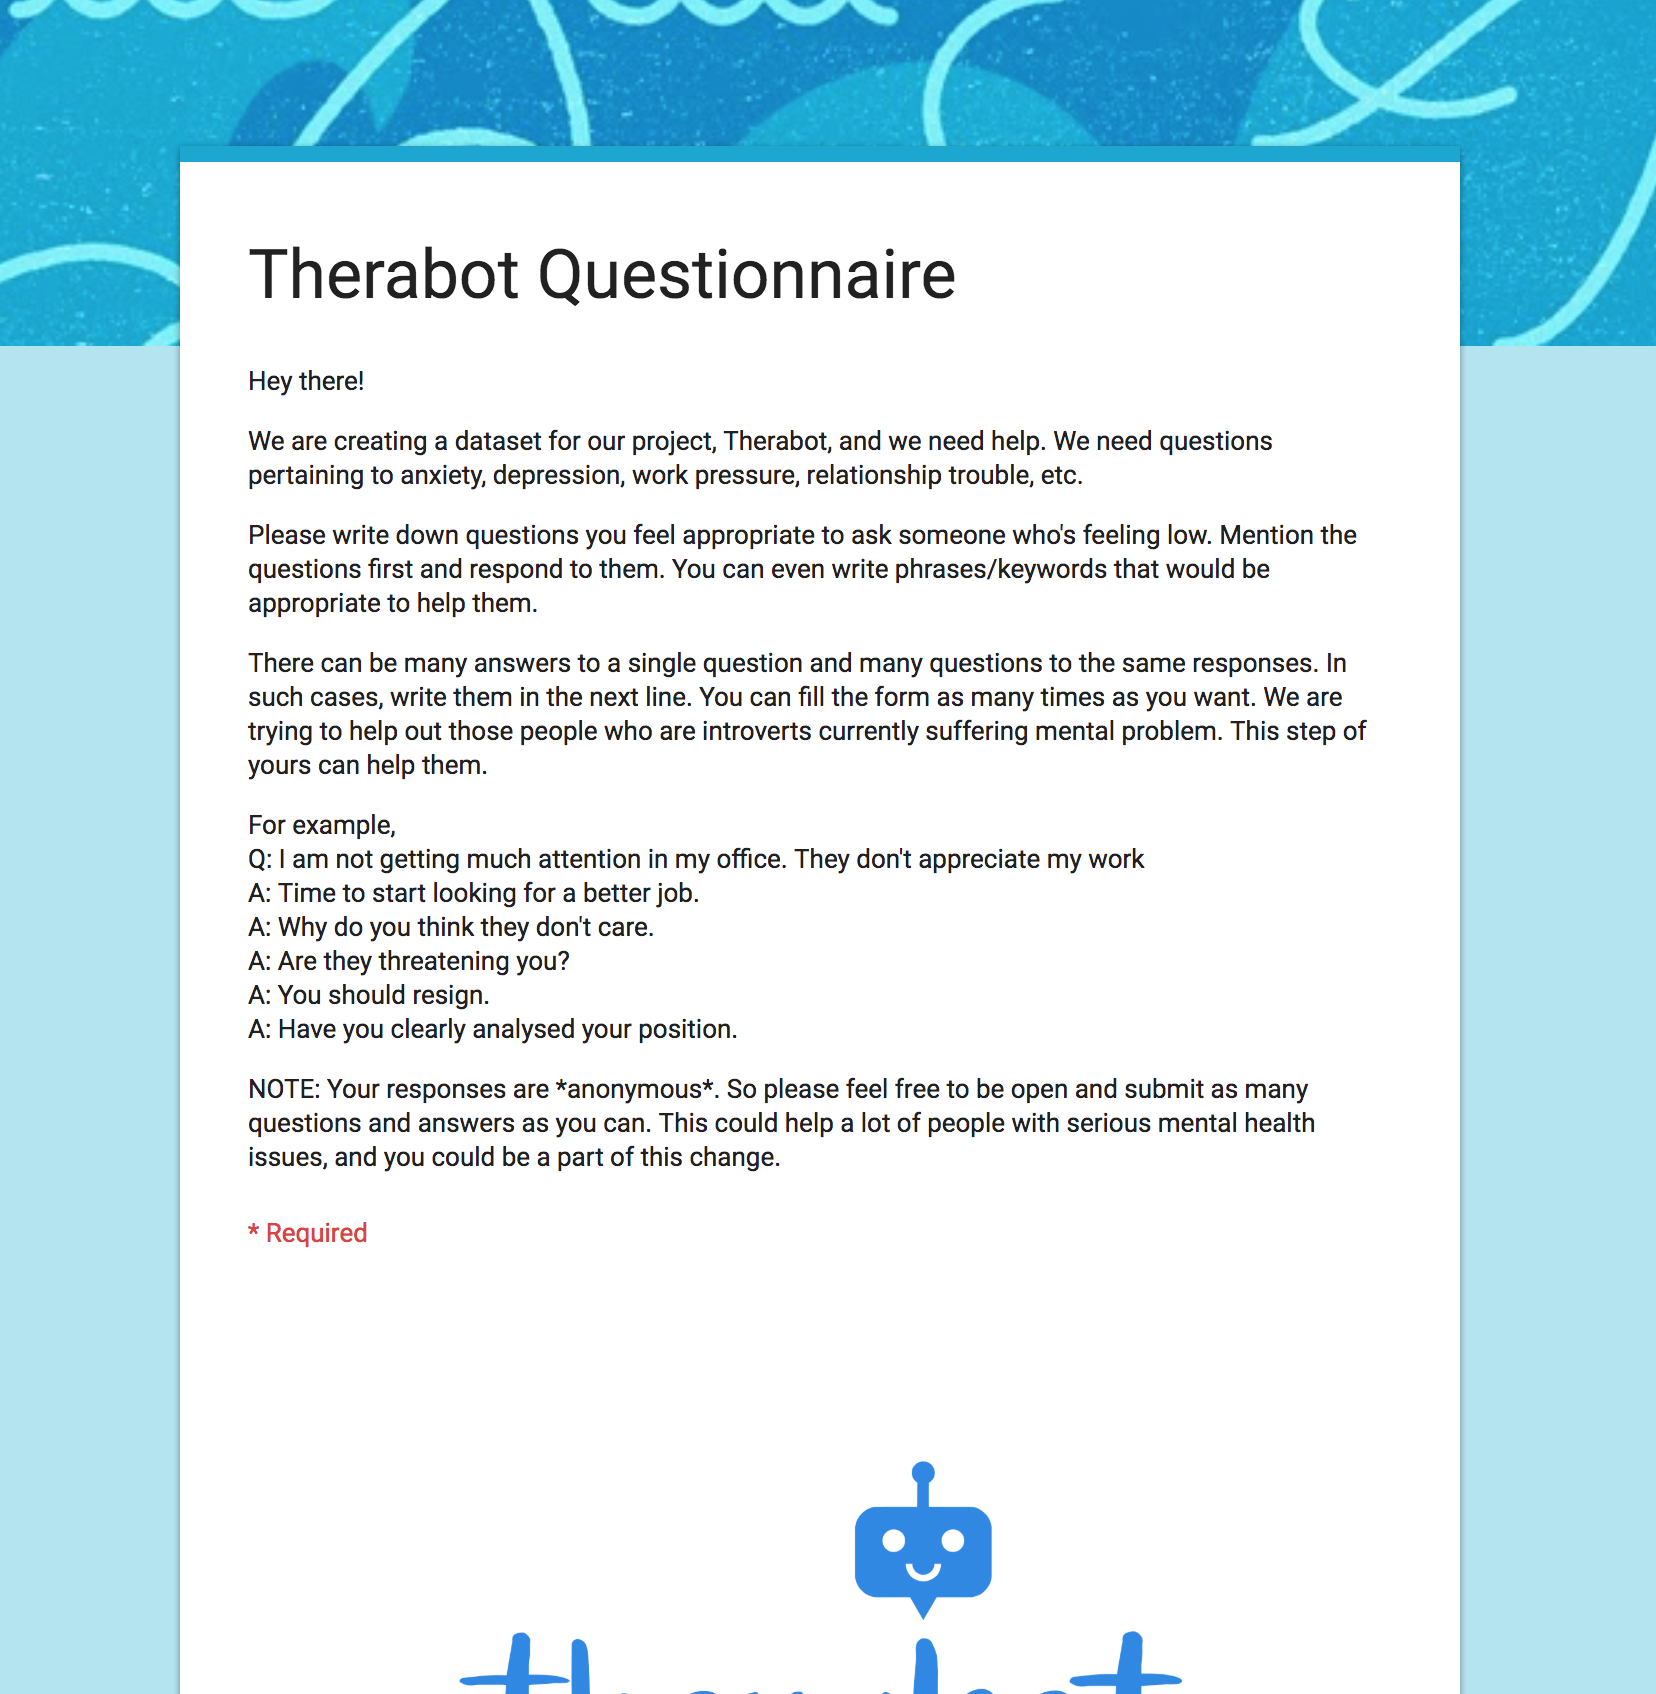 Therabot Questionnaire
Hey there!
We are creating a dataset for our project, Therabot, and we need help. We need questions
pertaining to anxiety, depression, work pressure, relationship trouble, etc.
Please write down questions you feel appropriate to ask someone who's feeling low. Mention the
questions first and respond to them. You can even write phrases/keywords that would be
appropriate to help them.
There can be many answers to a single question and many questions to the same responses. In
such cases, write them in the next line. You can fill the form as many times as you want. We are
trying to help out those people who are introverts currently suffering mental problem. This step of
yours can help them.
For example,
Q: I am not getting much attention in my office. They don't appreciate my work
A: Time to start looking for a better job.
A: Why do you think they don't care.
A: Are they threatening you?
A: You should resign.
A: Have you clearly analysed your position.
NOTE: Your responses are *anonymous*. So please feel free to be open and submit as many
questions and answers as you can. This could help a lot of people with serious mental health
issues, and you could be a part of this change.
* Required